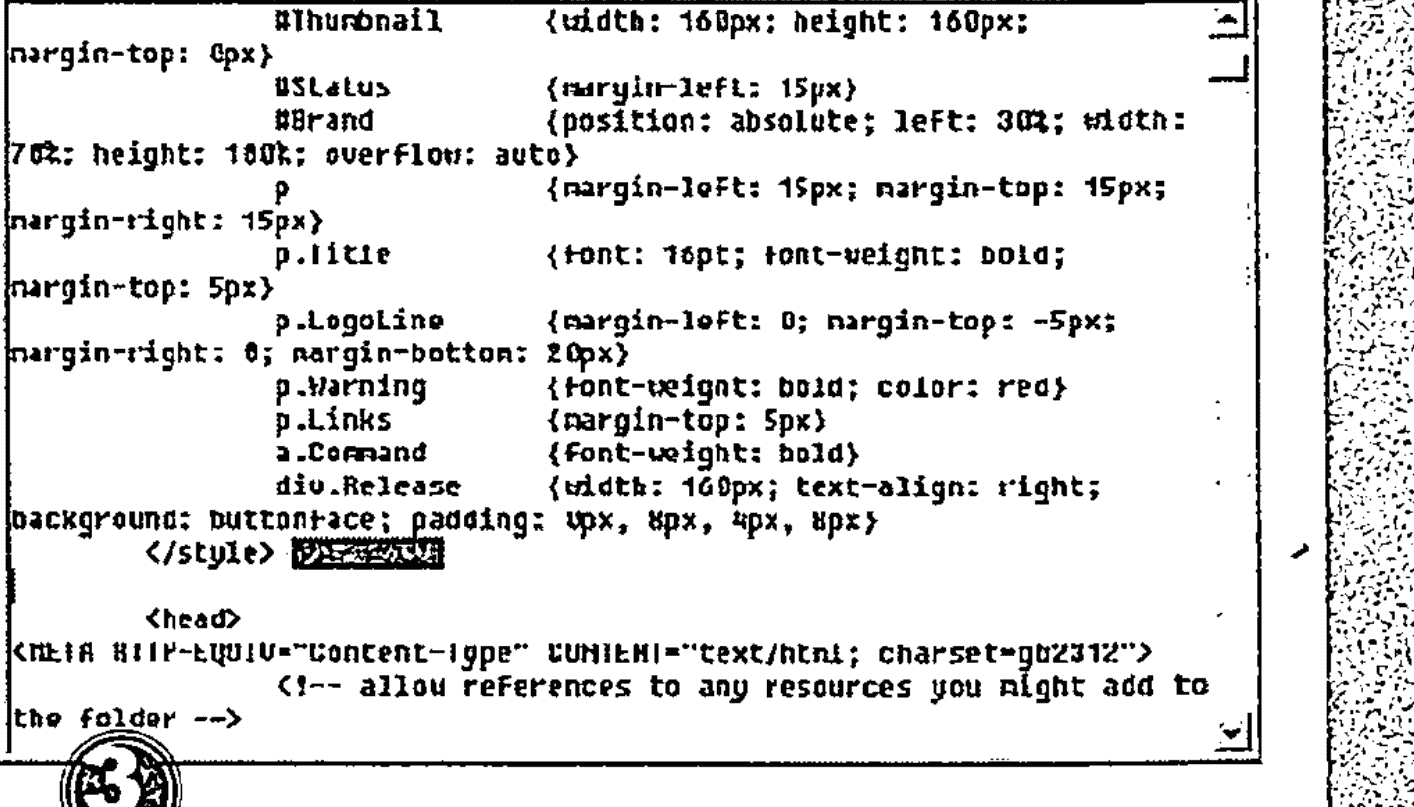 #Thumbnail {width: 160px; height: 160px;
margin-top: 0px}
#Status {margin-left: 15px}
#Brand {position: absolute; left: 30%; width:
70%; height: 100%; overflow: auto}
p {margin-left: 15px; margin-top: 15px;
margin-right: 15px}
p.Title {font: 16pt; font-weight: bold;
margin-top: 5px}
p.LogoLine {margin-left: 0; margin-top: -5px;
margin-right: 0; margin-bottom: 20px}
p.Warning {font-weight: bold; color: red}
p.Links {margin-top: 5px}
a.Command {font-weight: bold}
div.Release {width: 160px; text-align: right;
background: buttonface; padding: 0px, 8px, 4px, 8px}
</style>
<head>
<META HTTP-EQUIV="Content-Type" CONTENT="text/html; charset=gb2312">
<!-- allow references to any resources you might add to
the folder -->